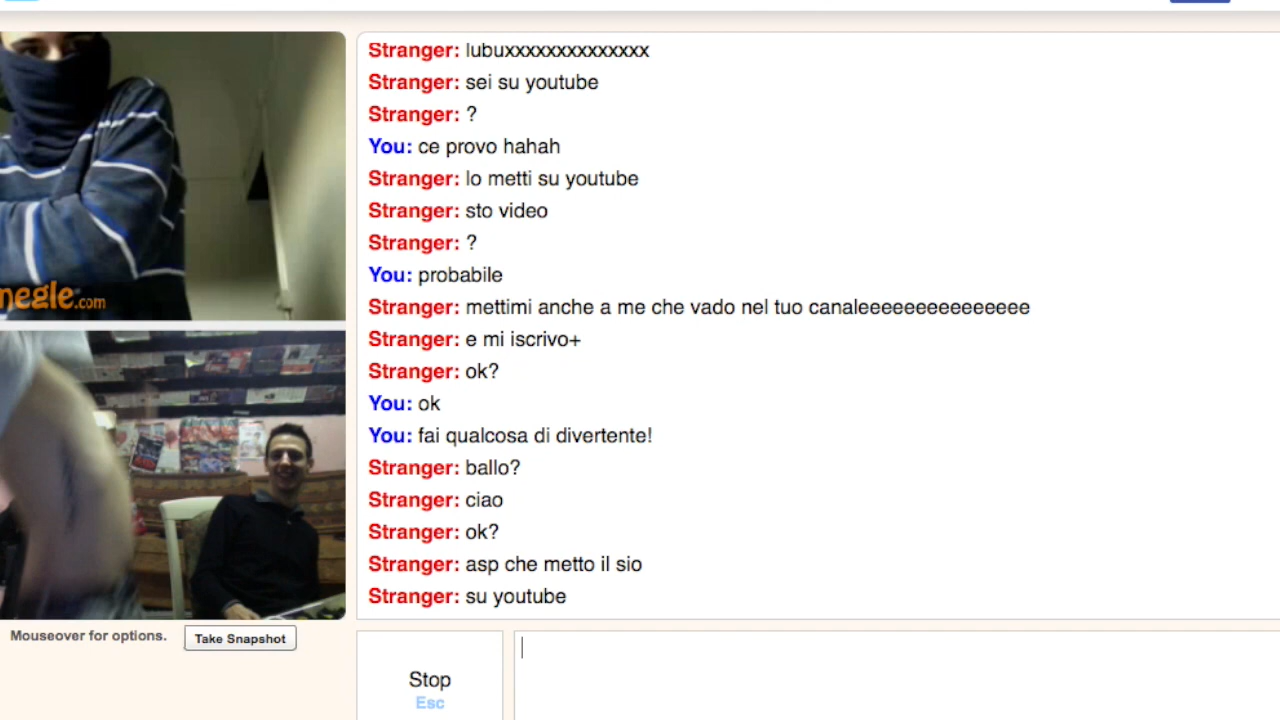 Stranger: lubuxxxxxxxxxxxxxx
Stranger: sei su youtube
Stranger: ?
You: ce provo hahah
Stranger: lo metti su youtube
Stranger: sto video
Stranger: ?
You: probabile
Stranger: mettimi anche a me che vado nel tuo canaleeeeeeeeeeeeeee
Stranger: e mi iscrivo+
Stranger: ok?
You: ok
You: fai qualcosa di divertente!
Stranger: ballo?
Stranger: ciao
Stranger: ok?
Stranger: asp che metto il sio
Stranger: su youtube
negle.com
Mouseover for options.
Take Snapshot
Stop
Esc